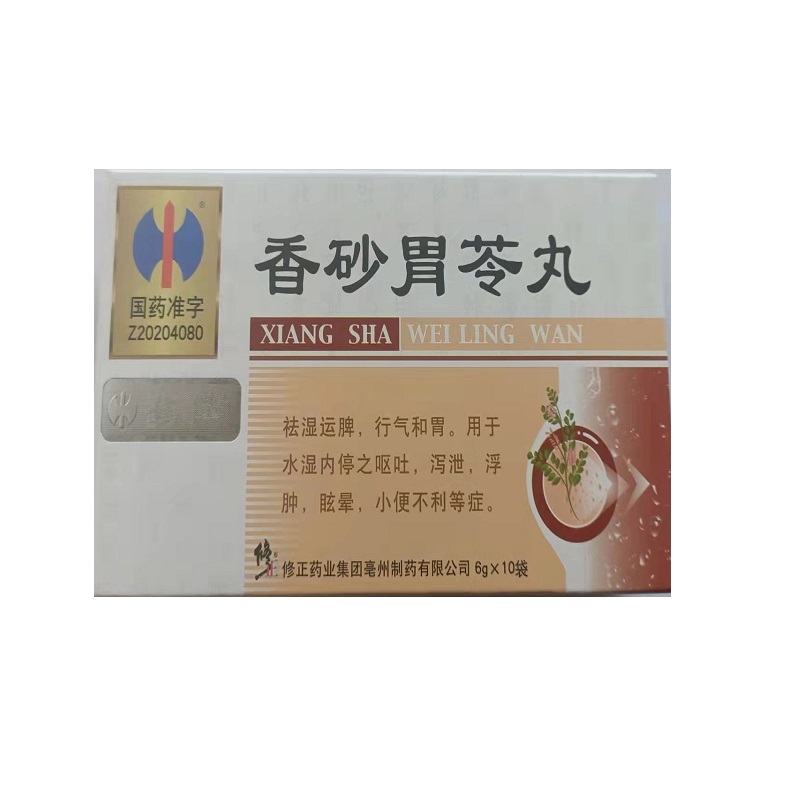 ®
国药准字
Z20204080
香砂胃苓丸
XIANG SHA WEI LING WAN
祛湿运脾，行气和胃。用于
水湿内停之呕吐，泻泄，浮
肿，眩晕，小便不利等症。
修正
修正药业集团亳州制药有限公司 6g×10袋